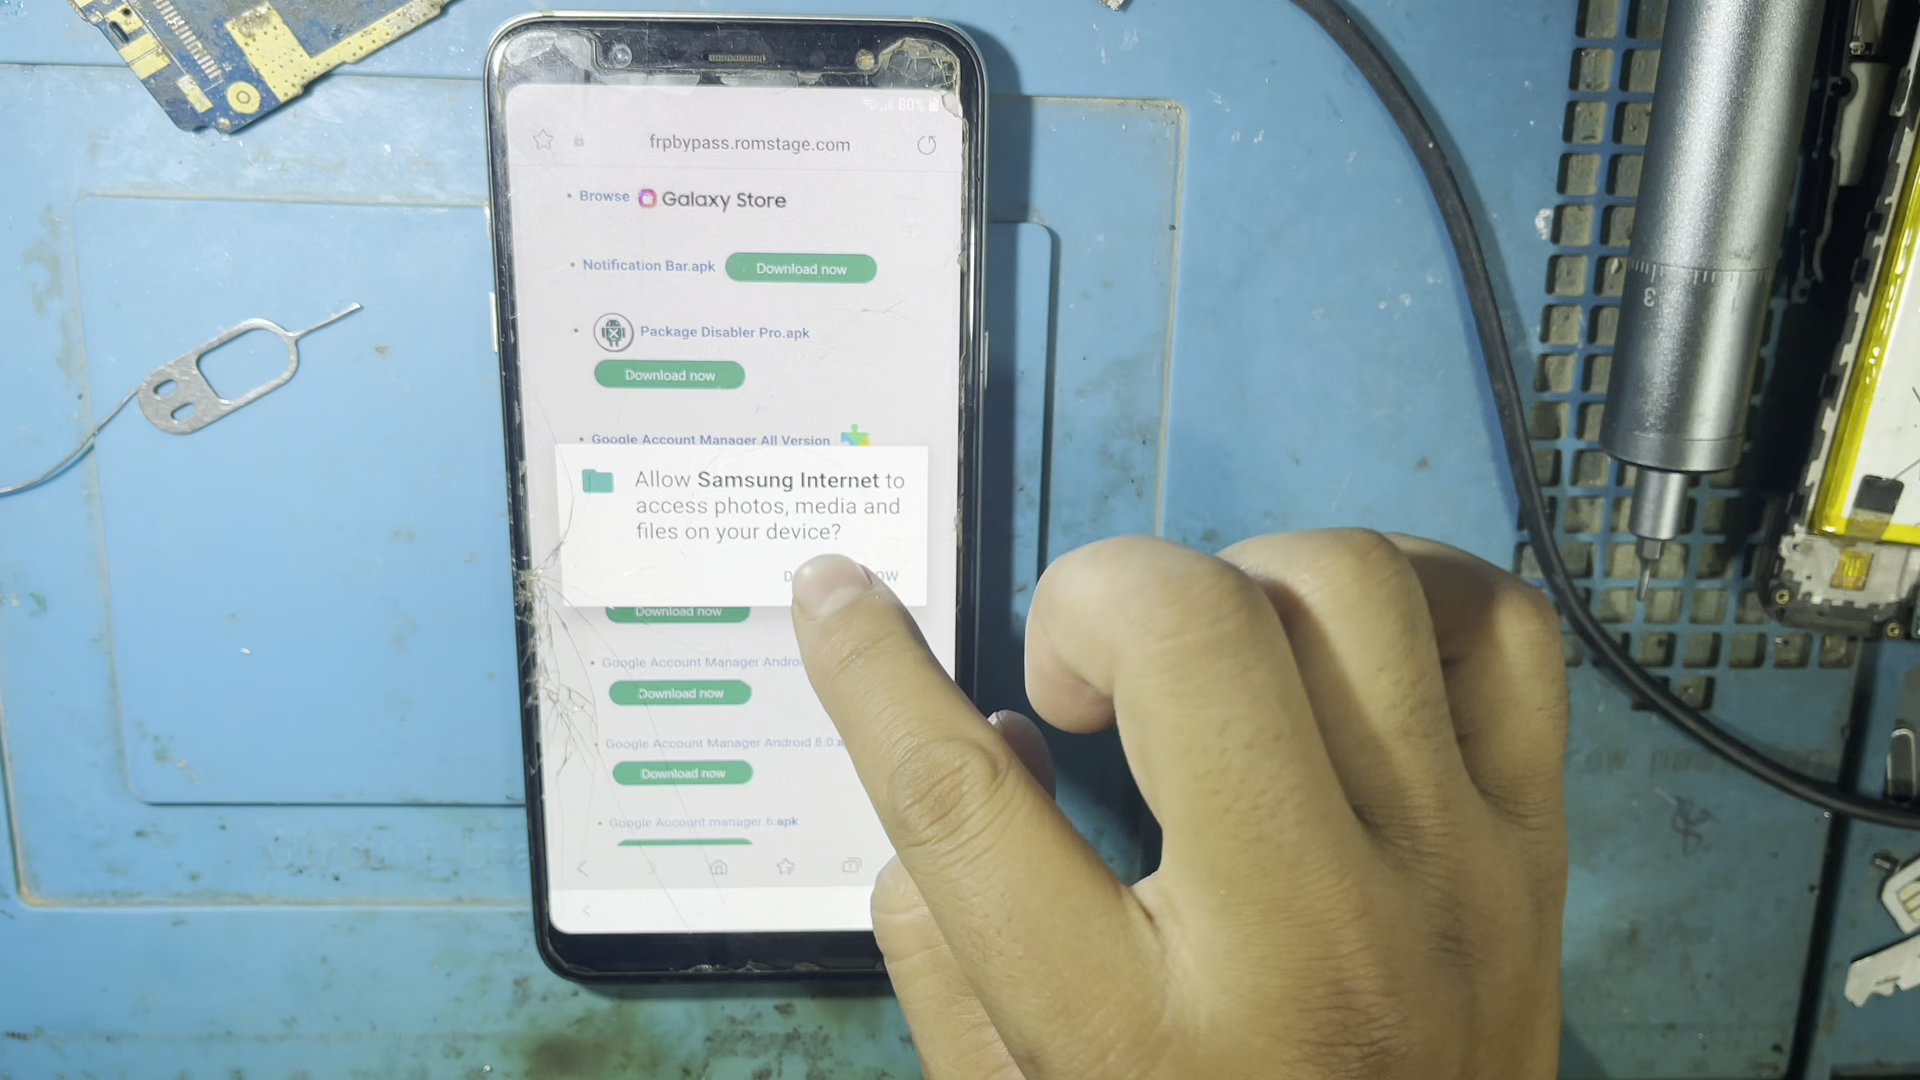 80%
frpbypass.romstage.com
Browse Galaxy Store
Notification Bar.apk Download now
Package Disabler Pro.apk
Download now
Google Account Manager All Version
Allow Samsung Internet to
access photos, media and
files on your device?
Download now
Google Account Manager
Download now
Google Account Manager Android 8.0
Download now
Google Account manager 6.apk
3